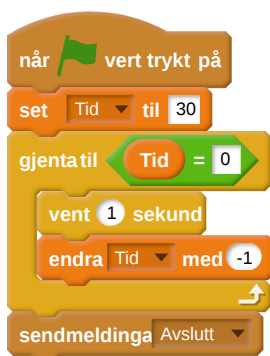 når vert trykt på
set Tid til 30
gjenta til Tid = 0
vent 1 sekund
endra Tid med -1
sendmeldinga Avslutt